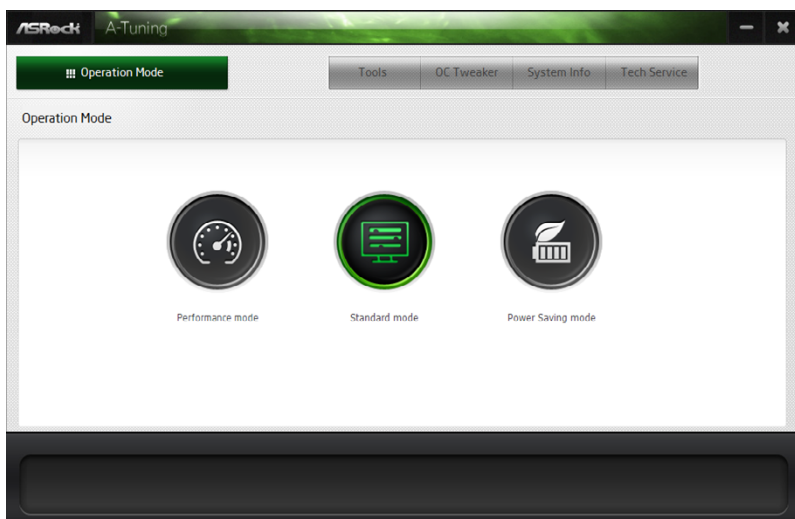 ASRock A-Tuning
Operation Mode Tools OC Tweaker System Info Tech Service
Operation Mode
Performance mode Standard mode Power Saving mode